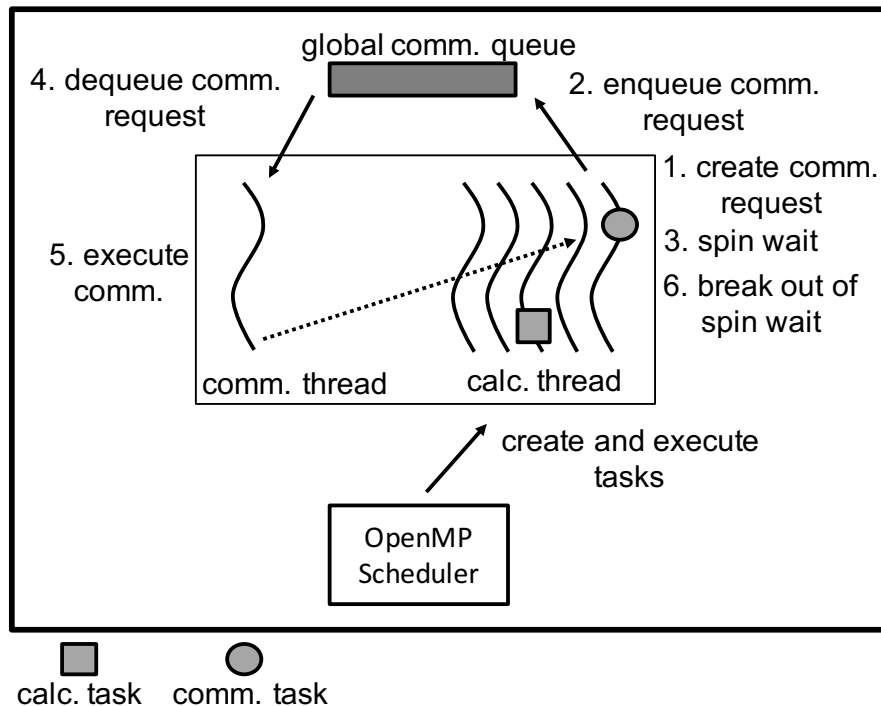 global comm. queue
4. dequeue comm.
request
2. enqueue comm.
request
1. create comm.
request
3. spin wait
6. break out of
spin wait
5. execute
comm.
comm. thread
calc. thread
create and execute
tasks
OpenMP
Scheduler
calc. task
comm. task